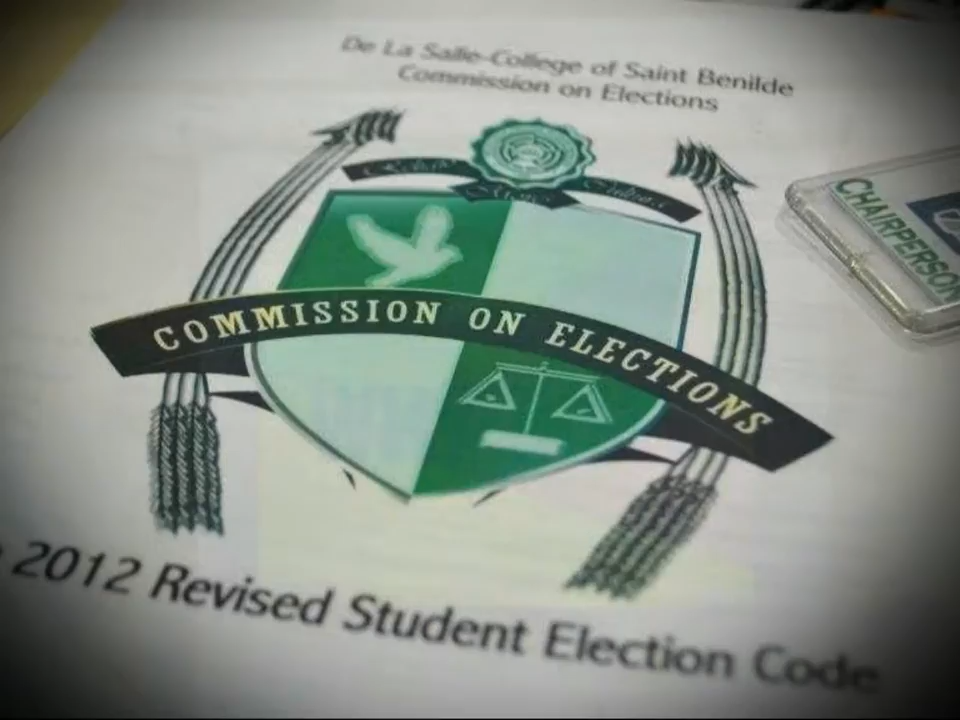 De La Salle-College of Saint Benilde
Commission on Elections
COMMISSION ON ELECTIONS
CHAIRPERSON
2012 Revised Student Election Code